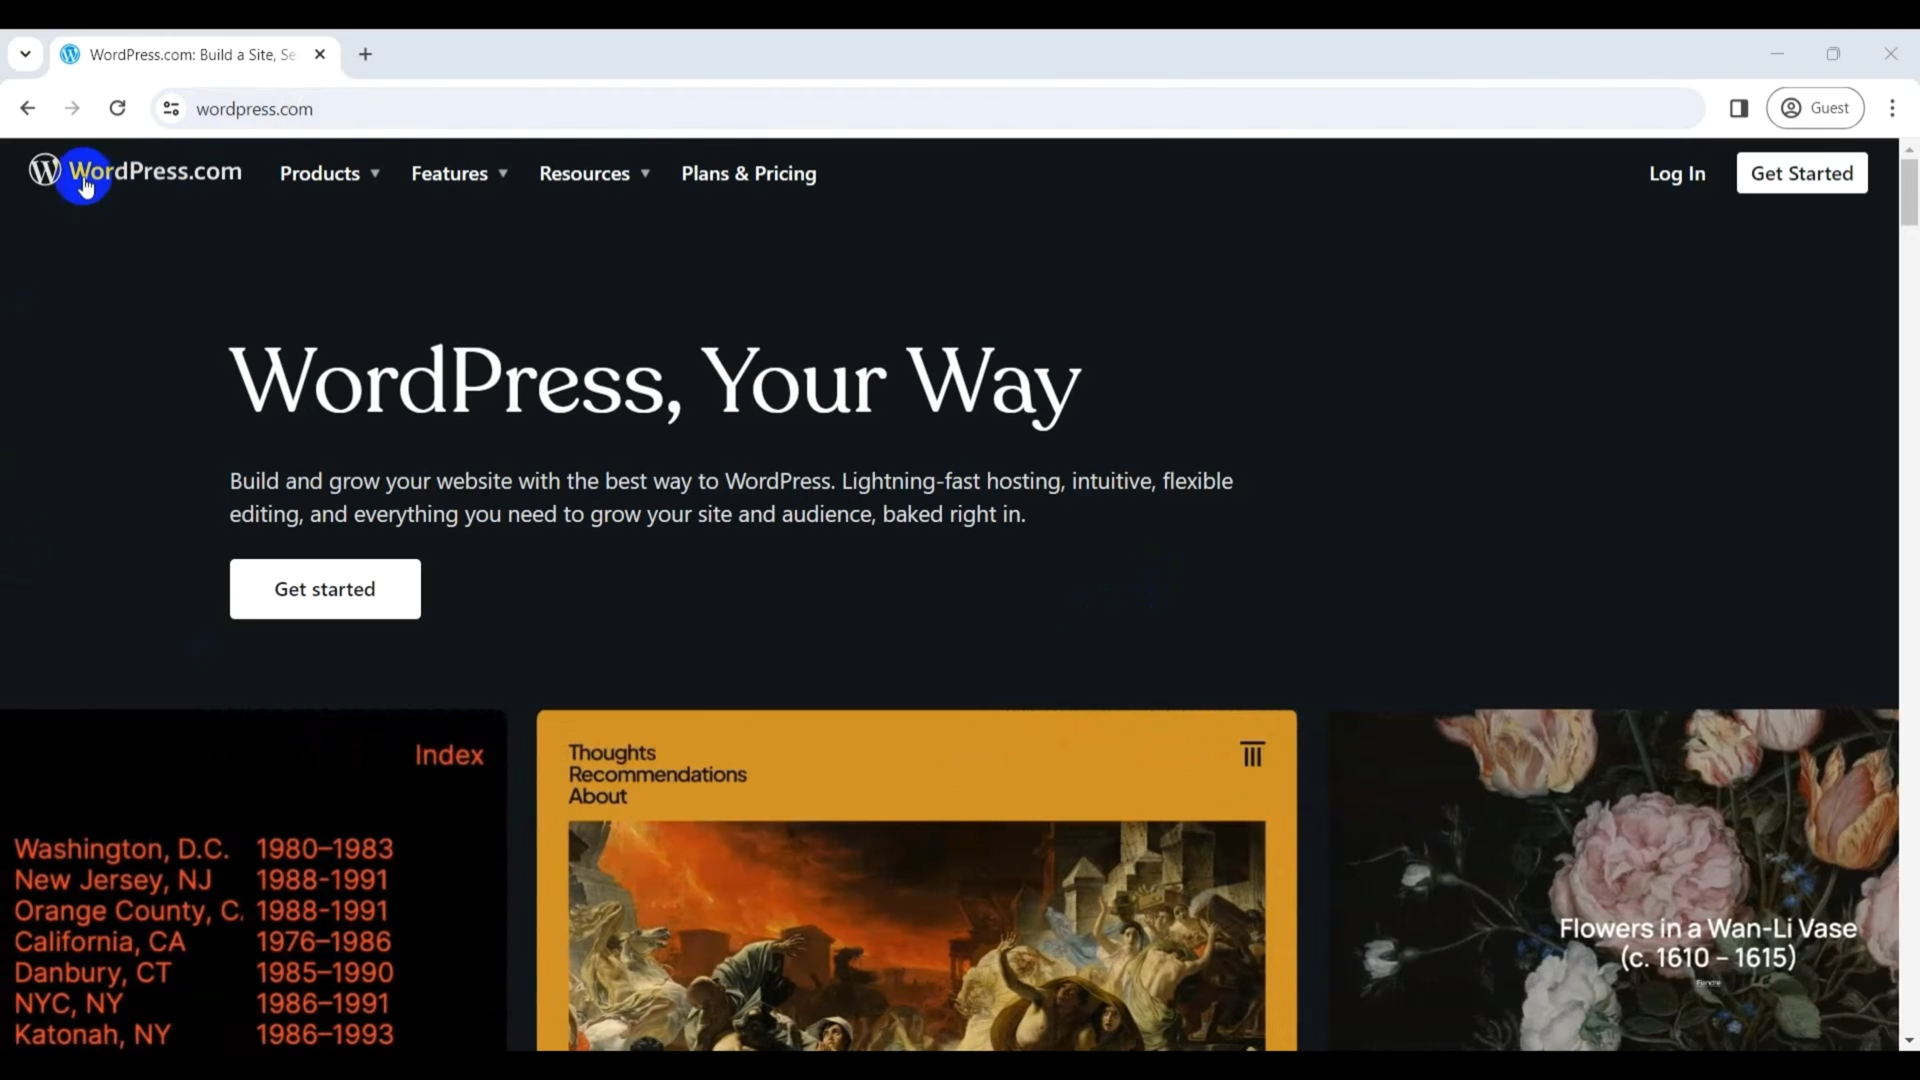 WordPress.com: Build a Site, Se
wordpress.com
Guest
WordPress.com
Products
Features
Resources
Plans & Pricing
Log In
Get Started
WordPress, Your Way
Build and grow your website with the best way to WordPress. Lightning-fast hosting, intuitive, flexible
editing, and everything you need to grow your site and audience, baked right in.
Get started
Index
Washington, D.C. 1980–1983
New Jersey, NJ 1988-1991
Orange County, C 1988-1991
California, CA 1976–1986
Danbury, CT 1985–1990
NYC, NY 1986–1991
Katonah, NY 1986–1993
Thoughts
Recommendations
About
Flowers in a Wan-Li Vase
(c. 1610 – 1615)